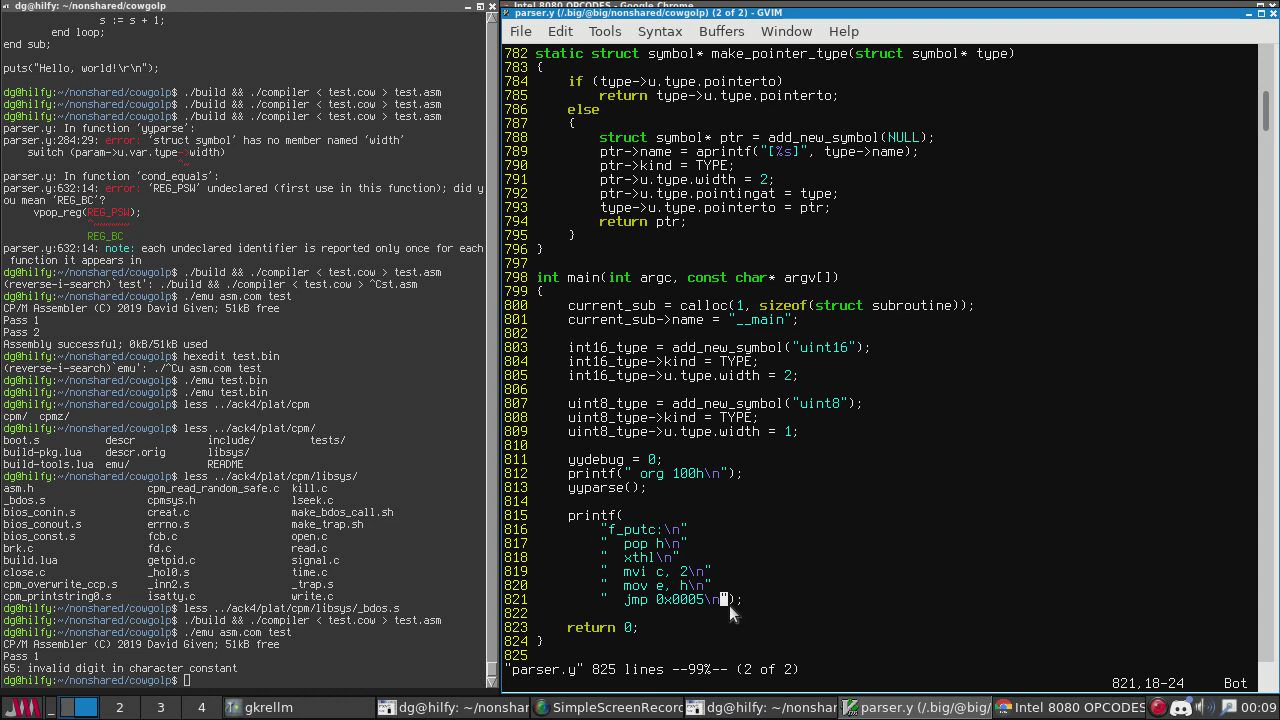 dg@hilfy: ~/nonshared/cowgolp
s := s + 1;
end loop;
end sub;
puts("Hello, world!\r\n");
dg@hilfy:~/nonshared/cowgolp$ ./build && ./compiler < test.cow > test.asm
dg@hilfy:~/nonshared/cowgolp$ ./build && ./compiler < test.cow > test.asm
dg@hilfy:~/nonshared/cowgolp$ ./build && ./compiler < test.cow > test.asm
parser.y: In function ‘yyparse’:
parser.y:284:29: error: ‘struct symbol’ has no member named ‘width’
switch (param->u.var.type->width)
^~
parser.y: In function ‘cond_equals’:
parser.y:632:14: error: ‘REG_PSW’ undeclared (first use in this function); did y
ou mean ‘REG_BC’?
vpop_reg(REG_PSW);
^~~~~~~
REG_BC
parser.y:632:14: note: each undeclared identifier is reported only once for each
function it appears in
dg@hilfy:~/nonshared/cowgolp$ ./build && ./compiler < test.cow > test.asm
(reverse-i-search)`test': ./build && ./compiler < test.cow > ^Cst.asm
dg@hilfy:~/nonshared/cowgolp$ ./emu asm.com test
CP/M Assembler (C) 2019 David Given; 51kB free
Pass 1
Pass 2
Assembly successful; 0kB/51kB used
dg@hilfy:~/nonshared/cowgolp$ hexedit test.bin
(reverse-i-search)`emu': ./^Cu asm.com test
dg@hilfy:~/nonshared/cowgolp$ ./emu test.bin
dg@hilfy:~/nonshared/cowgolp$ ./emu test.bin
dg@hilfy:~/nonshared/cowgolp$ less ../ack4/plat/cpm
cpm/ cpmz/
dg@hilfy:~/nonshared/cowgolp$ less ../ack4/plat/cpm/
boot.s descr include/ tests/
build-pkg.lua descr.orig libsys/
build-tools.lua emu/ README
dg@hilfy:~/nonshared/cowgolp$ less ../ack4/plat/cpm/libsys/
asm.h cpm_read_random_safe.c kill.c
_bdos.s cpmsys.h lseek.c
bios_conin.s creat.c make_bdos_call.sh
bios_conout.s errno.s make_trap.sh
bios_const.s fcb.c open.c
brk.c fd.c read.c
build.lua getpid.c signal.c
close.c _hol0.s time.c
cpm_overwrite_ccp.s _inn2.s _trap.s
cpm_printstring0.s isatty.c write.c
dg@hilfy:~/nonshared/cowgolp$ less ../ack4/plat/cpm/libsys/_bdos.s
dg@hilfy:~/nonshared/cowgolp$ ./emu asm.com test
CP/M Assembler (C) 2019 David Given; 51kB free
Pass 1
65: invalid digit in character_constant
dg@hilfy:~/nonshared/cowgolp$
Intel 8080 OPCODES - Google Chrome
parser.y (/.big/@big/nonshared/cowgolp) (2 of 2) - GVIM
File Edit Tools Syntax Buffers Window Help
782 static struct symbol* make_pointer_type(struct symbol* type)
783 {
784 if (type->u.type.pointerto)
785 return type->u.type.pointerto;
786 else
787 {
788 struct symbol* ptr = add_new_symbol(NULL);
789 ptr->name = aprintf("[%s]", type->name);
790 ptr->kind = TYPE;
791 ptr->u.type.width = 2;
792 ptr->u.type.pointingat = type;
793 type->u.type.pointerto = ptr;
794 return ptr;
795 }
796 }
797
798 int main(int argc, const char* argv[])
799 {
800 current_sub = calloc(1, sizeof(struct subroutine));
801 current_sub->name = "__main";
802
803 int16_type = add_new_symbol("uint16");
804 int16_type->kind = TYPE;
805 int16_type->u.type.width = 2;
806
807 uint8_type = add_new_symbol("uint8");
808 uint8_type->kind = TYPE;
809 uint8_type->u.type.width = 1;
810
811 yydebug = 0;
812 printf(" org 100h\n");
813 yyparse();
814
815 printf(
816 "f_putc:\n"
817 " pop h\n"
818 " xthl\n"
819 " mvi c, 2\n"
820 " mov e, h\n"
821 " jmp 0x0005\n");
822
823 return 0;
824 }
825
"parser.y" 825 lines --99%-- (2 of 2)
821,18-24 Bot
2 3 4 gkrellm dg@hilfy: ~/nonshar SimpleScreenRecor dg@hilfy: ~/nonshar parser.y (/.big/@big/ Intel 8080 OPCODES 00:09